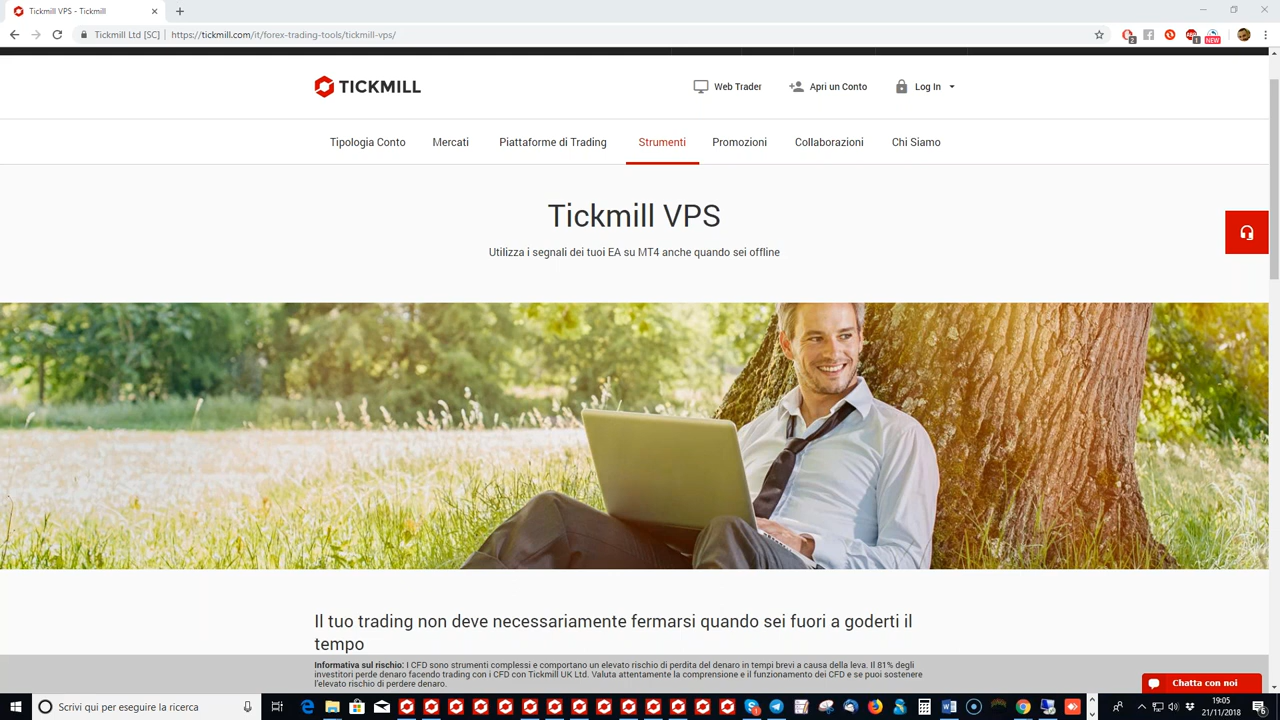 Tickmill VPS - Tickmill
Tickmill Ltd [SC] | https://tickmill.com/it/forex-trading-tools/tickmill-vps/
2
1
NEW
TICKMILL
Web Trader
Apri un Conto
Log In
Tipologia Conto
Mercati
Piattaforme di Trading
Strumenti
Promozioni
Collaborazioni
Chi Siamo
Tickmill VPS
Utilizza i segnali dei tuoi EA su MT4 anche quando sei offline
Il tuo trading non deve necessariamente fermarsi quando sei fuori a goderti il
tempo
Informativa sul rischio: I CFD sono strumenti complessi e comportano un elevato rischio di perdita del denaro in tempi brevi a causa della leva. Il 81% degli
investitori perde denaro facendo trading con i CFD con Tickmill UK Ltd. Valuta attentamente la comprensione e il funzionamento dei CFD e se puoi sostenere
l'elevato rischio di perdere denaro.
Chatta con noi
Scrivi qui per eseguire la ricerca
19:05
21/11/2018